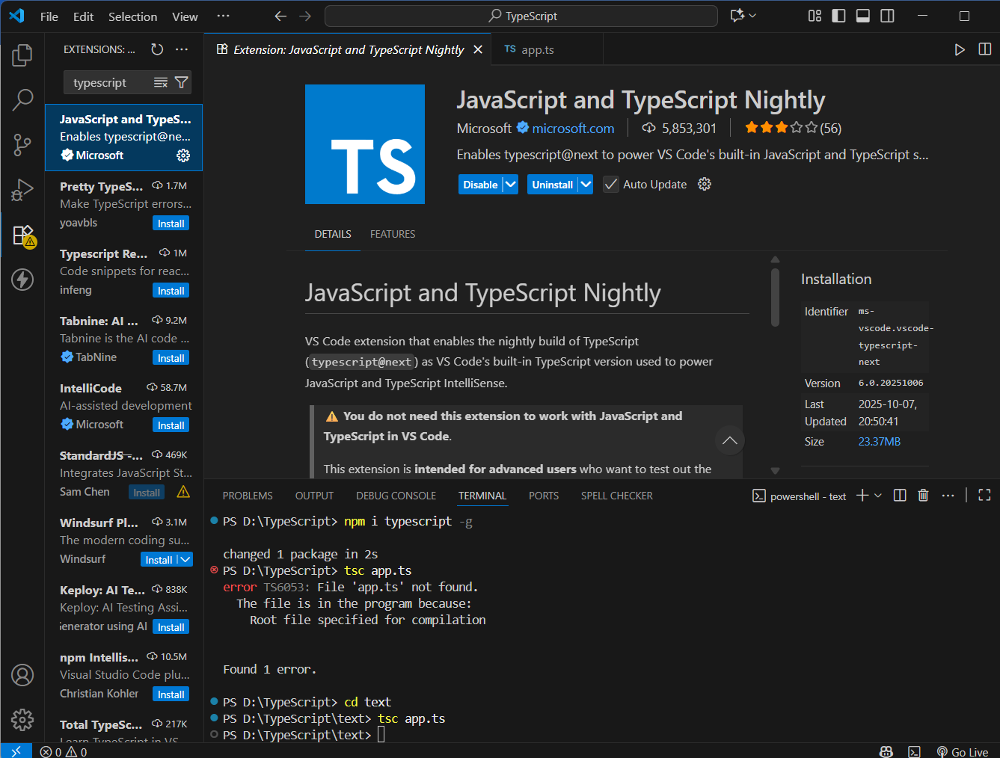 File Edit Selection View ··· TypeScript
EXTENSIONS: ... ···
typescript
JavaScript and TypeS...
Enables typescript@ne...
Microsoft
Pretty TypeS... 1.7M
Make TypeScript errors...
yoavbls Install
Typescript Re... 1M
Code snippets for reac...
infeng Install
Tabnine: AI ... 9.2M
Tabnine is the AI code ...
TabNine Install
IntelliCode 58.7M
AI-assisted development
Microsoft Install
StandardJS - ... 469K
Integrates JavaScript St...
Sam Chen Install
Windsurf Pl... 3.1M
The modern coding su...
Windsurf Install
Keploy: AI Te... 838K
Keploy: AI Testing Assi...
enerator using AI Install
npm Intellis... 10.5M
Visual Studio Code plu...
Christian Kohler Install
Total TypeSc... 217K
Learn TypeScript in VS
Extension: JavaScript and TypeScript Nightly TS app.ts
TS
JavaScript and TypeScript Nightly
Microsoft microsoft.com 5,853,301 (56)
Enables typescript@next to power VS Code's built-in JavaScript and TypeScript s...
Disable Uninstall Auto Update
DETAILS FEATURES
JavaScript and TypeScript Nightly
VS Code extension that enables the nightly build of TypeScript
(typescript@next) as VS Code's built-in TypeScript version used to power
JavaScript and TypeScript IntelliSense.
You do not need this extension to work with JavaScript and
TypeScript in VS Code.
This extension is intended for advanced users who want to test out the
Installation
Identifier ms-
vscode.vscode-
typescript-
next
Version 6.0.20251006
Last 2025-10-07,
Updated 20:50:41
Size 23.37MB
PROBLEMS OUTPUT DEBUG CONSOLE TERMINAL PORTS SPELL CHECKER powershell - text ···
PS D:\TypeScript> npm i typescript -g
changed 1 package in 2s
PS D:\TypeScript> tsc app.ts
error TS6053: File 'app.ts' not found.
The file is in the program because:
Root file specified for compilation
Found 1 error.
PS D:\TypeScript> cd text
PS D:\TypeScript\text> tsc app.ts
PS D:\TypeScript\text>
0 0 Go Live